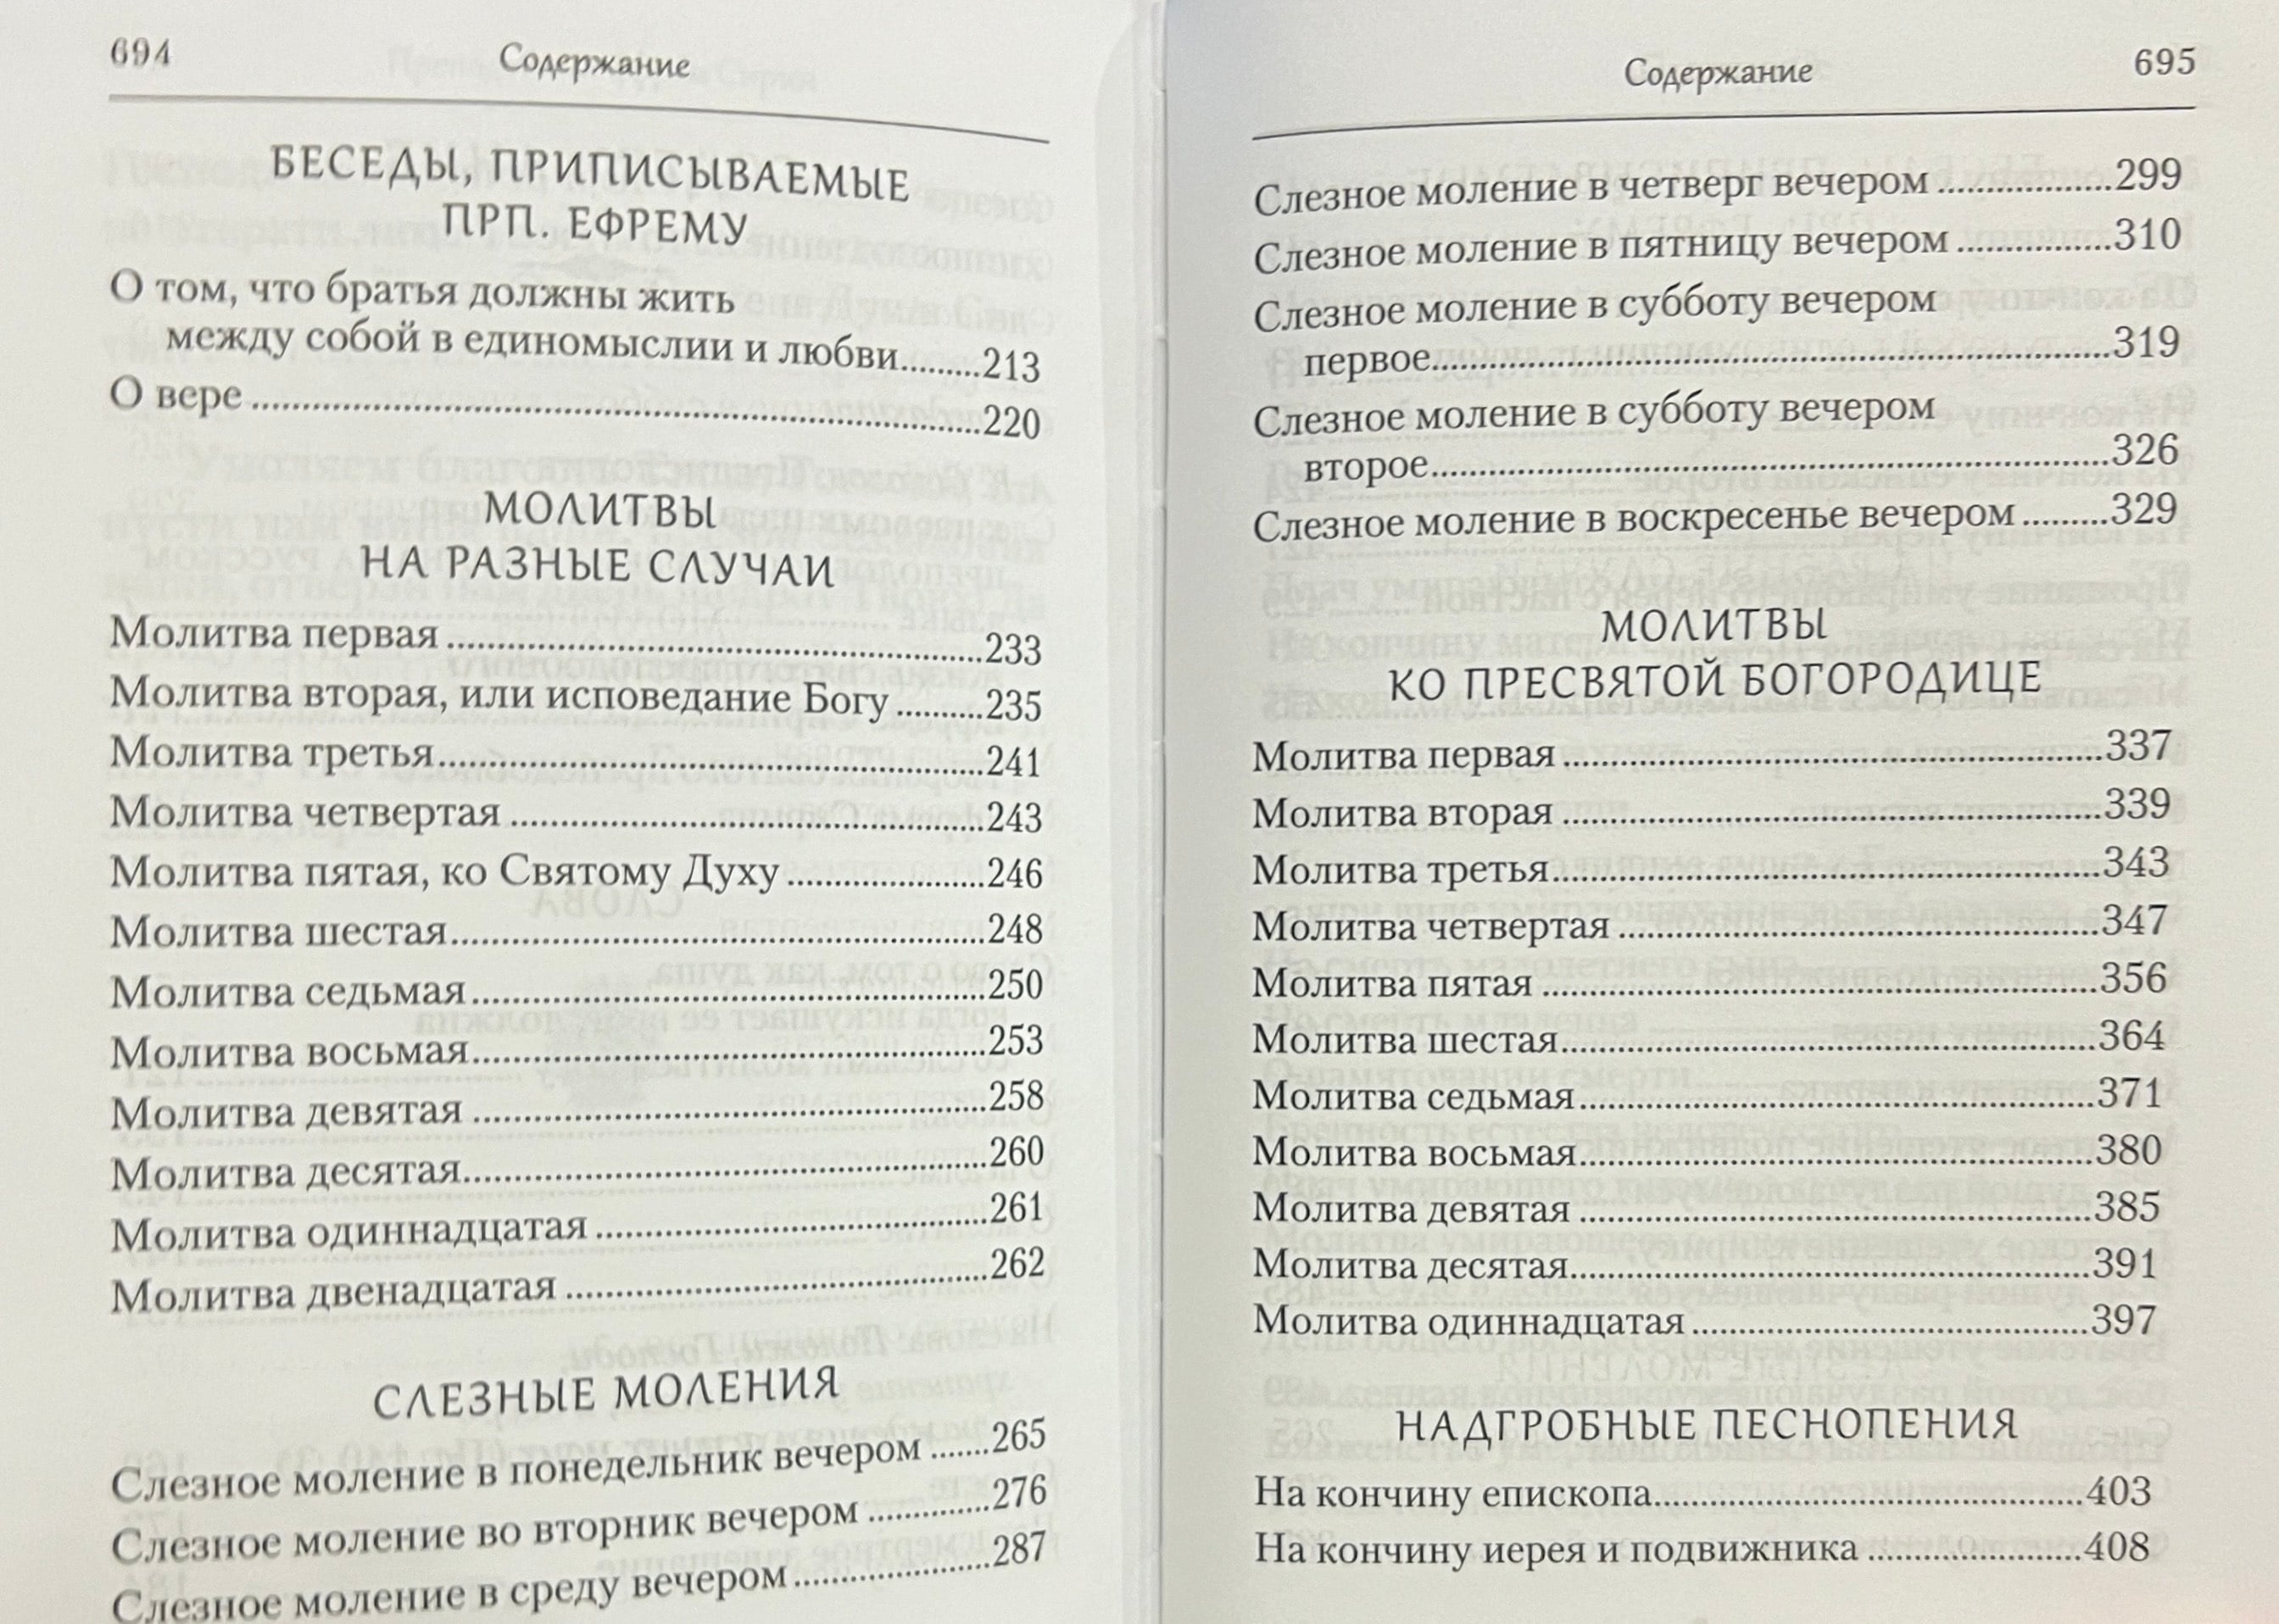 694
Содержание
БЕСЕДЫ, ПРИПИСЫВАЕМЫЕ
ПРП. ЕФРЕМУ
О том, что братья должны жить
между собой в единомыслии и любви.........213
О вере ..........................................................................220
МОЛИТВЫ
НА РАЗНЫЕ СЛУЧАИ
Молитва первая ......................................................233
Молитва вторая, или исповедание Богу ..........235
Молитва третья.......................................................241
Молитва четвертая ................................................243
Молитва пятая, ко Святому Духу.....................246
Молитва шестая......................................................248
Молитва седьмая....................................................250
Молитва восьмая....................................................253
Молитва девятая ....................................................258
Молитва десятая.....................................................260
Молитва одиннадцатая ........................................261
Молитва двенадцатая ...........................................262
СЛЕЗНЫЕ МОЛЕНИЯ
Слезное моление в понедельник вечером .......265
Слезное моление во вторник вечером .............276
Слезное моление в среду вечером....................287
Содержание
695
Слезное моление в четверг вечером ..................299
Слезное моление в пятницу вечером ................310
Слезное моление в субботу вечером
первое......................................................................319
Слезное моление в субботу вечером
второе......................................................................326
Слезное моление в воскресенье вечером .........329
МОЛИТВЫ
КО ПРЕСВЯТОЙ БОГОРОДИЦЕ
Молитва первая ......................................................337
Молитва вторая ......................................................339
Молитва третья.......................................................343
Молитва четвертая ................................................347
Молитва пятая ........................................................356
Молитва шестая......................................................364
Молитва седьмая....................................................371
Молитва восьмая....................................................380
Молитва девятая ....................................................385
Молитва десятая.....................................................391
Молитва одиннадцатая ........................................397
НАДГРОБНЫЕ ПЕСНОПЕНИЯ
На кончину епископа............................................403
На кончину иерея и подвижника ......................408